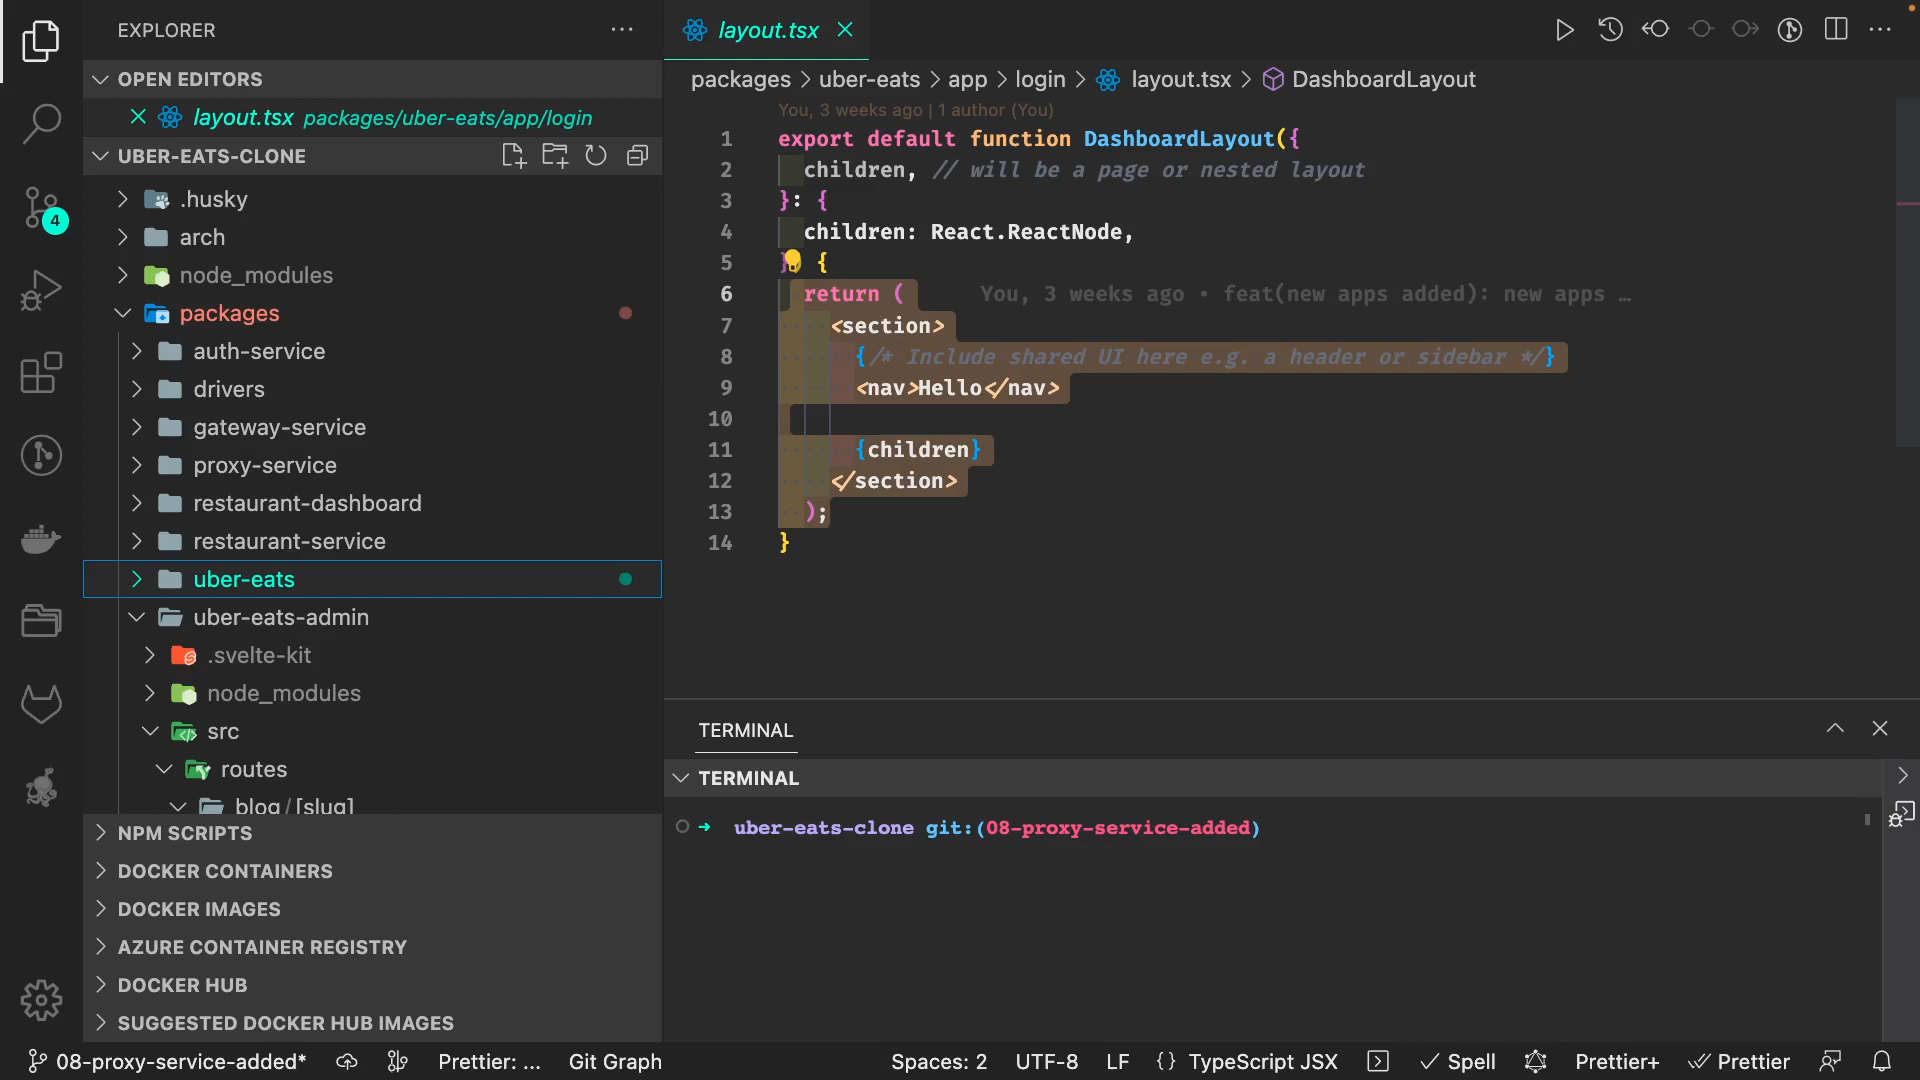 EXPLORER
OPEN EDITORS
layout.tsx packages/uber-eats/app/login
UBER-EATS-CLONE
.husky
arch
node_modules
packages
auth-service
drivers
gateway-service
proxy-service
restaurant-dashboard
restaurant-service
uber-eats
uber-eats-admin
.svelte-kit
node_modules
src
routes
blog/[slug]
NPM SCRIPTS
DOCKER CONTAINERS
DOCKER IMAGES
AZURE CONTAINER REGISTRY
DOCKER HUB
SUGGESTED DOCKER HUB IMAGES
4
layout.tsx
packages > uber-eats > app > login > layout.tsx > DashboardLayout
You, 3 weeks ago | 1 author (You)
1 export default function DashboardLayout({
2 children, // will be a page or nested layout
3 }: {
4 children: React.ReactNode,
5 }) {
6 return ( You, 3 weeks ago • feat(new apps added): new apps …
7 <section>
8 {/* Include shared UI here e.g. a header or sidebar */}
9 <nav>Hello</nav>
10
11 {children}
12 </section>
13 );
14 }
TERMINAL
TERMINAL
uber-eats-clone git:(08-proxy-service-added)
08-proxy-service-added* Prettier: ... Git Graph Spaces: 2 UTF-8 LF {} TypeScript JSX Spell Prettier+ Prettier